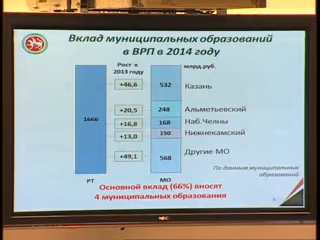 Вклад муниципальных образований
в ВРП в 2014 году
Рост к
2013 году
млрд.руб.
+46,6
532
Казань
1666
+20,5
248
Альметьевский
+16,8
168
Наб.Челны
+13,0
150
Нижнекамский
+49,1
568
Другие МО
РТ
МО
По данным муниципальных
образований
Основной вклад (66%) вносят
4 муниципальных образования
NEC